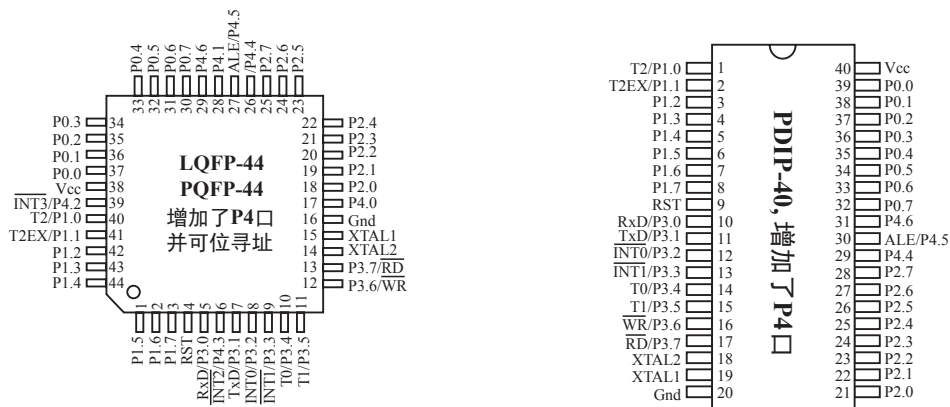 P0.4
P0.5
P0.6
P0.7
P4.6
P4.1
ALE/P4.5
/P4.4
P2.7
P2.6
P2.5
33
32
31
30
29
28
27
26
25
24
23
P0.3 34
P0.2 35
P0.1 36
P0.0 37
Vcc 38
INT3/P4.2 39
T2/P1.0 40
T2EX/P1.1 41
P1.2 42
P1.3 43
P1.4 44
LQFP-44
PQFP-44
增加了P4口
并可位寻址
22 P2.4
21 P2.3
20 P2.2
19 P2.1
18 P2.0
17 P4.0
16 Gnd
15 XTAL1
14 XTAL2
13 P3.7/RD
12 P3.6/WR
1
2
3
4
5
6
7
8
9
10
11
P1.5
P1.6
P1.7
RST
RxD/P3.0
INT2/P4.3
TxD/P3.1
INT0/P3.2
INT1/P3.3
T0/P3.4
T1/P3.5
T2/P1.0 1
T2EX/P1.1 2
P1.2 3
P1.3 4
P1.4 5
P1.5 6
P1.6 7
P1.7 8
RST 9
RxD/P3.0 10
TxD/P3.1 11
INT0/P3.2 12
INT1/P3.3 13
T0/P3.4 14
T1/P3.5 15
WR/P3.6 16
RD/P3.7 17
XTAL2 18
XTAL1 19
Gnd 20
PDIP-40, 增加了P4口
40 Vcc
39 P0.0
38 P0.1
37 P0.2
36 P0.3
35 P0.4
34 P0.5
33 P0.6
32 P0.7
31 P4.6
30 ALE/P4.5
29 P4.4
28 P2.7
27 P2.6
26 P2.5
25 P2.4
24 P2.3
23 P2.2
22 P2.1
21 P2.0